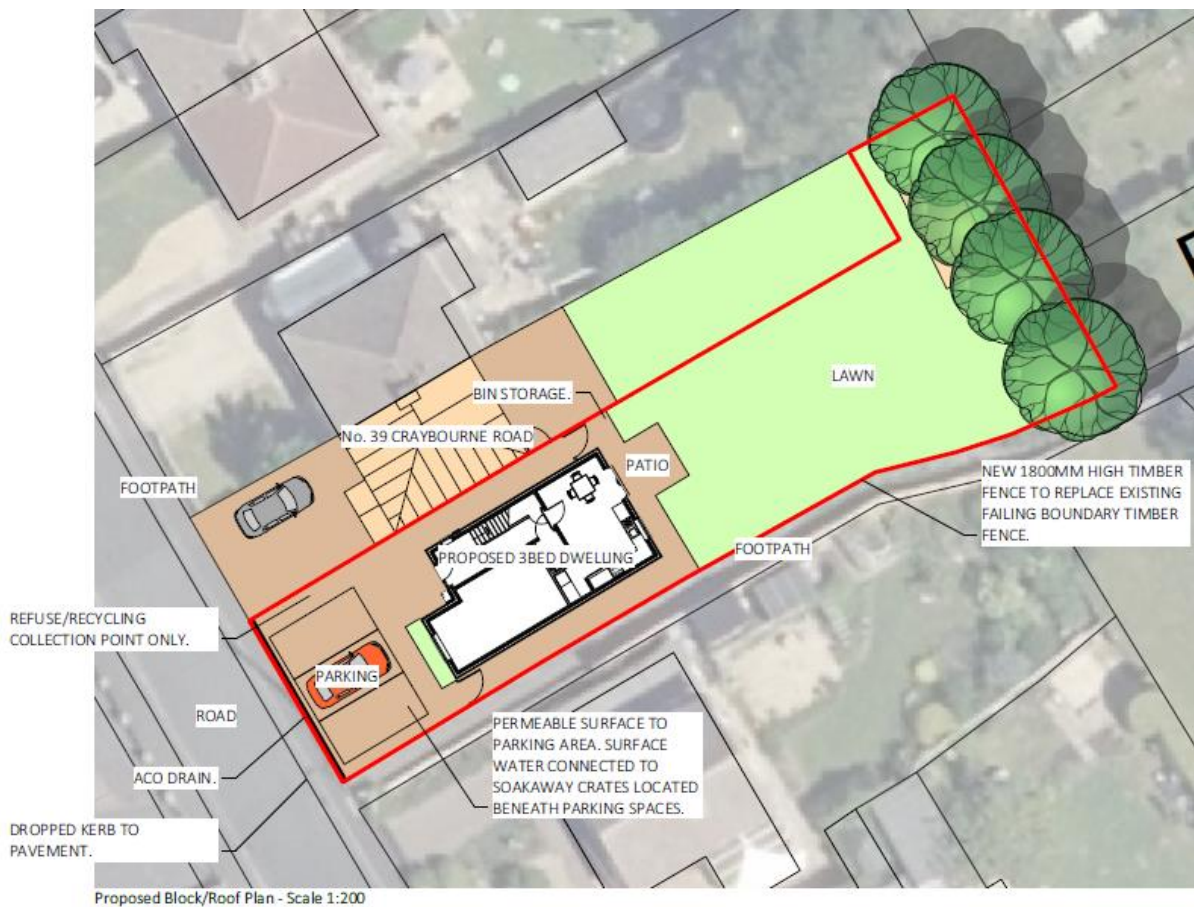 BIN STORAGE.
LAWN
No. 39 CRAYBOURNE ROAD
FOOTPATH
PATIO
NEW 1800MM HIGH TIMBER
FENCE TO REPLACE EXISTING
FAILING BOUNDARY TIMBER
FENCE.
FOOTPATH
PROPOSED 3BED DWELLING
REFUSE/RECYCLING
COLLECTION POINT ONLY.
PARKING
ROAD
PERMEABLE SURFACE TO
PARKING AREA. SURFACE
WATER CONNECTED TO
SOAKAWAY CRATES LOCATED
BENEATH PARKING SPACES.
ACO DRAIN.
DROPPED KERB TO
PAVEMENT.
Proposed Block/Roof Plan - Scale 1:200